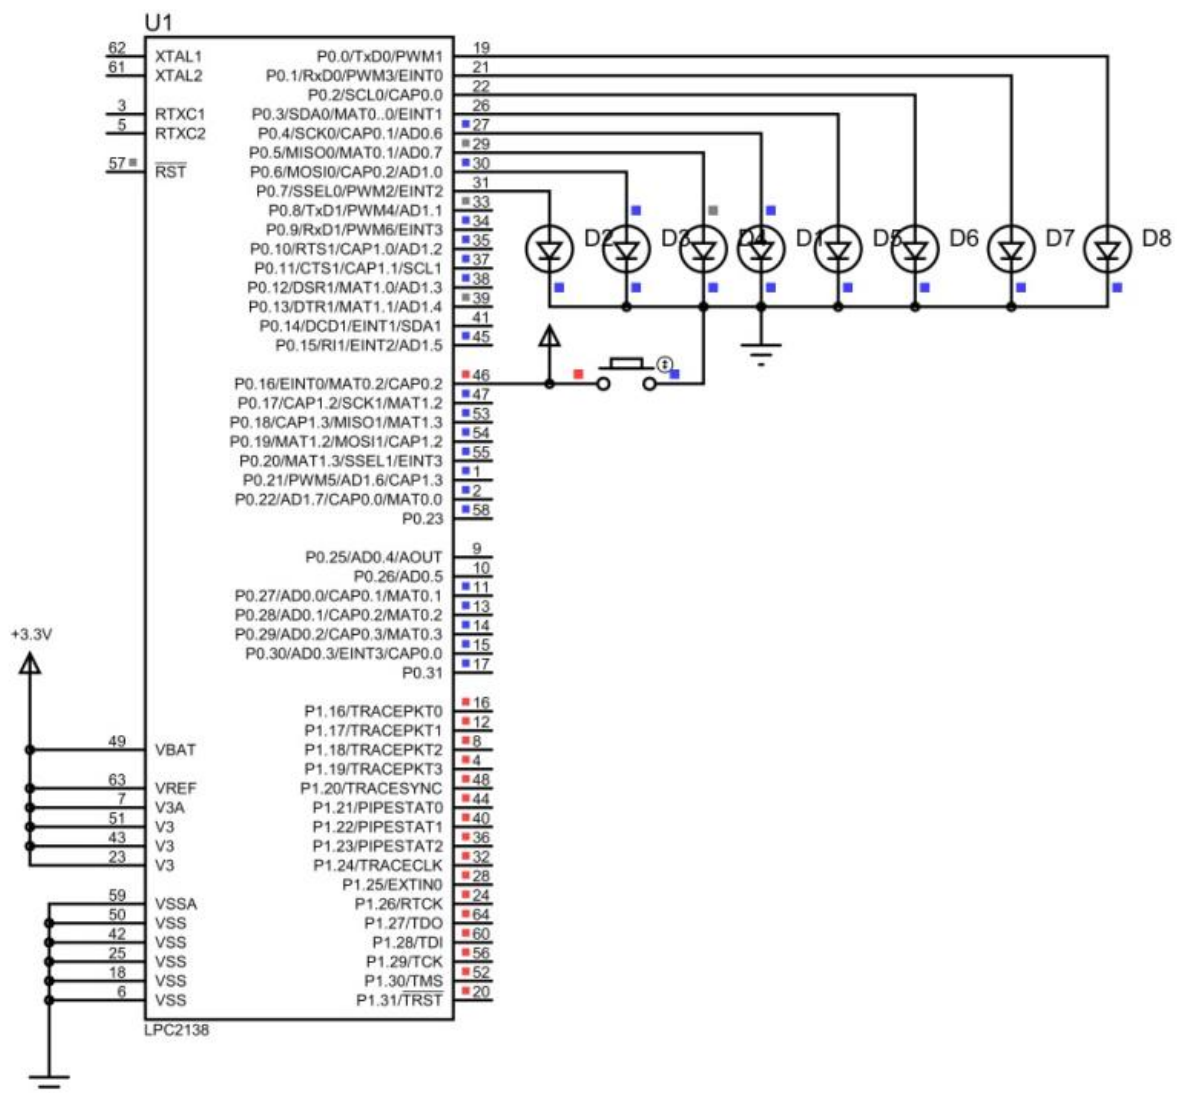 U1
62 XTAL1
61 XTAL2
3 RTXC1
5 RTXC2
57 RST
P0.0/TxD0/PWM1 19
P0.1/RxD0/PWM3/EINT0 21
P0.2/SCL0/CAP0.0 22
P0.3/SDA0/MAT0..0/EINT1 26
P0.4/SCK0/CAP0.1/AD0.6 27
P0.5/MISO0/MAT0.1/AD0.7 29
P0.6/MOSI0/CAP0.2/AD1.0 30
P0.7/SSEL0/PWM2/EINT2 31
P0.8/TxD1/PWM4/AD1.1 33
P0.9/RxD1/PWM6/EINT3 34
P0.10/RTS1/CAP1.0/AD1.2 35
P0.11/CTS1/CAP1.1/SCL1 37
P0.12/DSR1/MAT1.0/AD1.3 38
P0.13/DTR1/MAT1.1/AD1.4 39
P0.14/DCD1/EINT1/SDA1 41
P0.15/RI1/EINT2/AD1.5 45
D2 D3 D4 D1 D5 D6 D7 D8
P0.16/EINT0/MAT0.2/CAP0.2 46
P0.17/CAP1.2/SCK1/MAT1.2 47
P0.18/CAP1.3/MISO1/MAT1.3 53
P0.19/MAT1.2/MOSI1/CAP1.2 54
P0.20/MAT1.3/SSEL1/EINT3 55
P0.21/PWM5/AD1.6/CAP1.3 1
P0.22/AD1.7/CAP0.0/MAT0.0 2
P0.23 58
P0.25/AD0.4/AOUT 9
P0.26/AD0.5 10
P0.27/AD0.0/CAP0.1/MAT0.1 11
P0.28/AD0.1/CAP0.2/MAT0.2 13
P0.29/AD0.2/CAP0.3/MAT0.3 14
P0.30/AD0.3/EINT3/CAP0.0 15
P0.31 17
+3.3V
P1.16/TRACEPKT0 16
P1.17/TRACEPKT1 12
P1.18/TRACEPKT2 8
P1.19/TRACEPKT3 4
P1.20/TRACESYNC 48
P1.21/PIPESTAT0 44
P1.22/PIPESTAT1 40
P1.23/PIPESTAT2 36
P1.24/TRACECLK 32
P1.25/EXTIN0 28
P1.26/RTCK 24
P1.27/TDO 64
P1.28/TDI 60
P1.29/TCK 56
P1.30/TMS 52
P1.31/TRST 20
49 VBAT
63 VREF
7 V3A
51 V3
43 V3
23 V3
59 VSSA
50 VSS
42 VSS
25 VSS
18 VSS
6 VSS
LPC2138